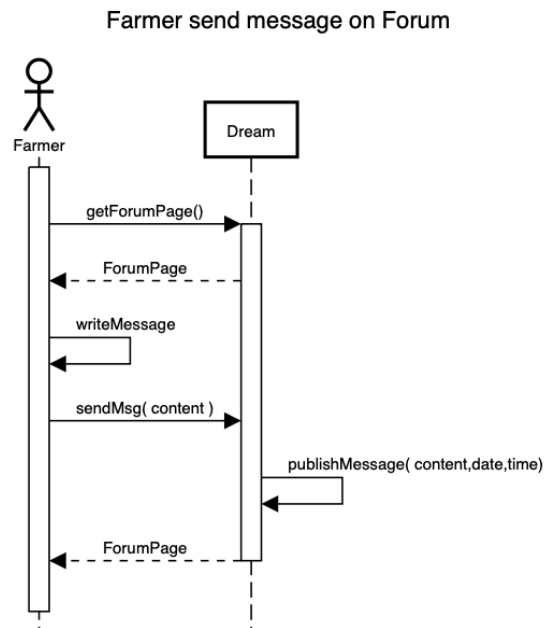 Farmer send message on Forum
Farmer
Dream
getForumPage()
ForumPage
writeMessage
sendMsg( content )
publishMessage( content,date,time)
ForumPage